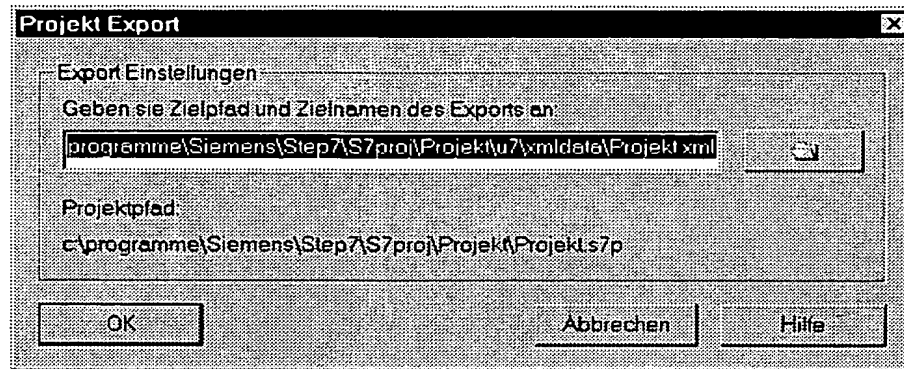 Projekt Export
Export Einstellungen
Geben sie Zielpfad und Zielnamen des Exports an:
programme\Siemens\Step7\S7proj\Projekt\u7\xmldata\Projekt.xml
Projektpfad:
c:\programme\Siemens\Step7\S7proj\Projekt\Projekt.s7p
OK
Abbrechen
Hilfe